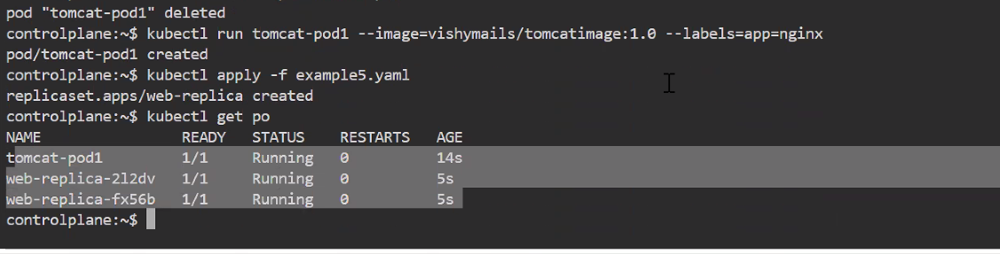 pod "tomcat-pod1" deleted
controlplane:~$ kubectl run tomcat-pod1 --image=vishymails/tomcatimage:1.0 --labels=app=nginx
pod/tomcat-pod1 created
controlplane:~$ kubectl apply -f example5.yaml
replicaset.apps/web-replica created
controlplane:~$ kubectl get po
NAME READY STATUS RESTARTS AGE
tomcat-pod1 1/1 Running 0 14s
web-replica-2l2dv 1/1 Running 0 5s
web-replica-fx56b 1/1 Running 0 5s
controlplane:~$